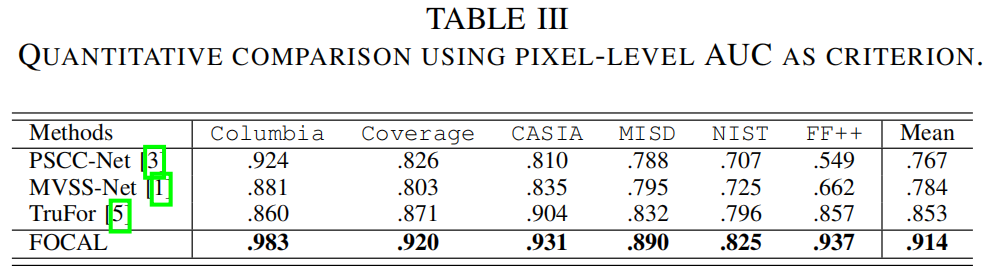 TABLE III
QUANTITATIVE COMPARISON USING PIXEL-LEVEL AUC AS CRITERION.
Methods Columbia Coverage CASIA MISD NIST FF++ Mean
PSCC-Net [3] .924 .826 .810 .788 .707 .549 .767
MVSS-Net [1] .881 .803 .835 .795 .725 .662 .784
TruFor [5] .860 .871 .904 .832 .796 .857 .853
FOCAL .983 .920 .931 .890 .825 .937 .914